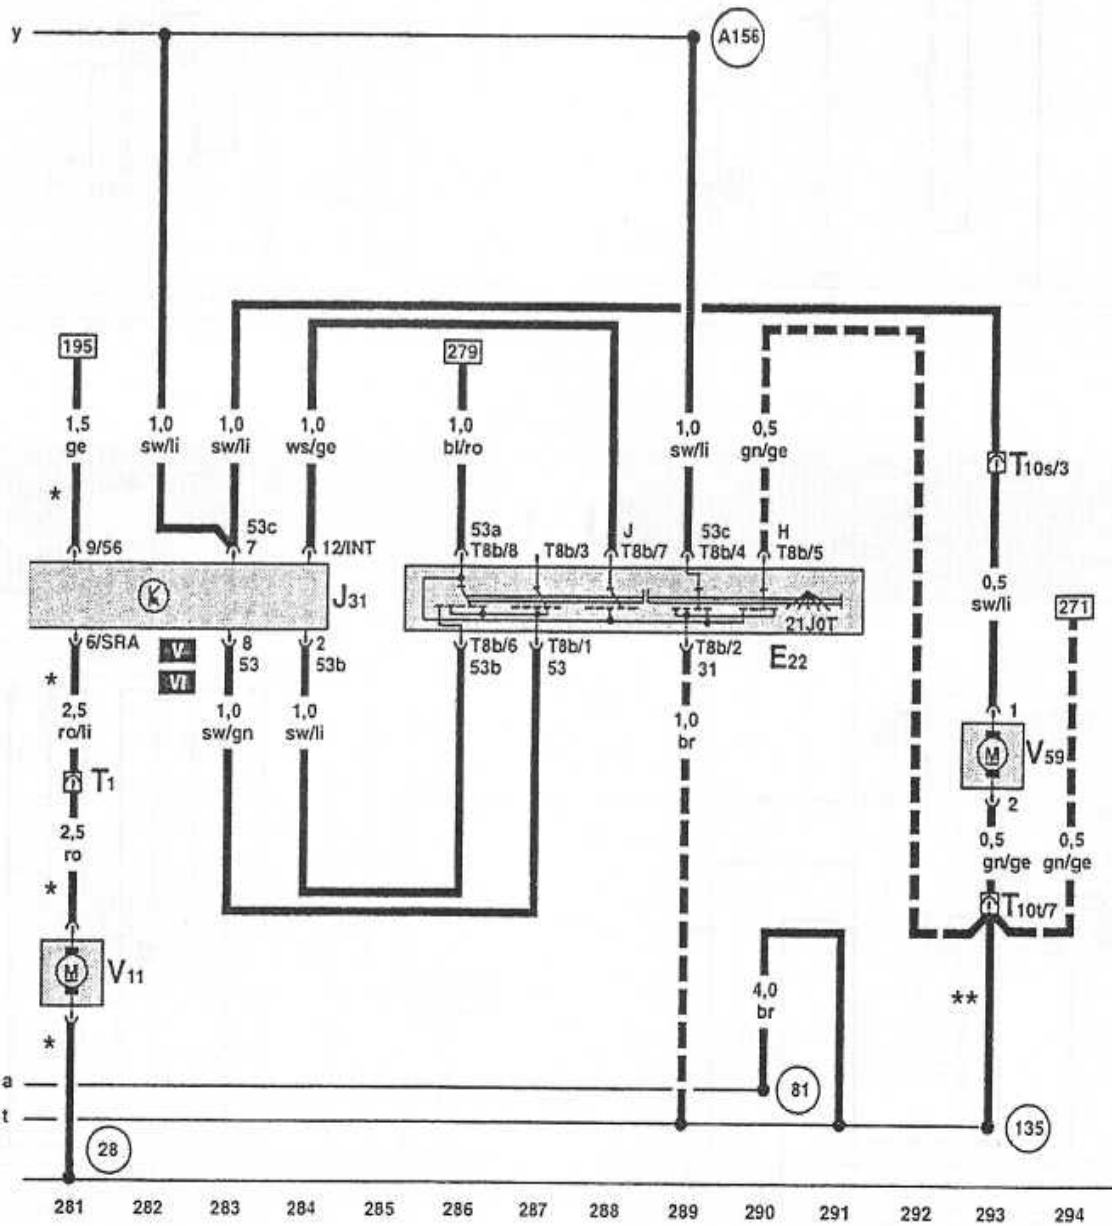 y
A156
195
279
1,5
ge
1,0
sw/li
1,0
sw/li
1,0
ws/ge
1,0
bl/ro
1,0
sw/li
0,5
gn/ge
T10s/3
*
9/56
53c
7
12/INT
53a
T8b/8
T8b/3
J
T8b/7
53c
T8b/4
H
T8b/5
K
J31
21J0T
0,5
sw/li
271
6/SRA
V
VI
8
53
2
53b
T8b/6
53b
T8b/1
53
T8b/2
31
E22
*
2,5
ro/li
1,0
sw/gn
1,0
sw/li
1,0
br
1
M
V59
2
T1
2,5
ro
*
0,5
gn/ge
0,5
gn/ge
T10t/7
M
V11
4,0
br
**
*
a
81
t
135
28
281 282 283 284 285 286 287 288 289 290 291 292 293 294